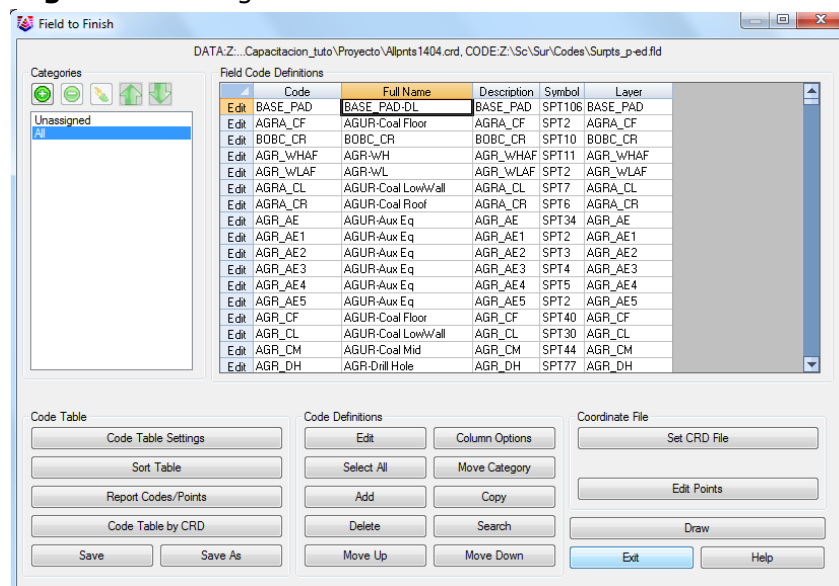 Field to Finish
DATA:Z:...Capacitacion_tuto\Proyecto\Allpnts1404.crd, CODE:Z:\Sc\Sur\Codes\Surpts_p-ed.fld
Categories
Unassigned
All
Field Code Definitions
Code Full Name Description Symbol Layer
Edit BASE_PAD BASE_PAD-DL BASE_PAD SPT106 BASE_PAD
Edit AGRA_CF AGUR-Coal Floor AGRA_CF SPT2 AGRA_CF
Edit BOBC_CR BOBC_CR BOBC_CR SPT10 BOBC_CR
Edit AGR_WHAF AGR-WH AGR_WHAF SPT11 AGR_WHAF
Edit AGR_WLAF AGR-WL AGR_WLAF SPT2 AGR_WLAF
Edit AGRA_CL AGUR-Coal LowWall AGRA_CL SPT7 AGRA_CL
Edit AGRA_CR AGUR-Coal Roof AGRA_CR SPT6 AGRA_CR
Edit AGR_AE AGUR-Aux Eq AGR_AE SPT34 AGR_AE
Edit AGR_AE1 AGUR-Aux Eq AGR_AE1 SPT2 AGR_AE1
Edit AGR_AE2 AGUR-Aux Eq AGR_AE2 SPT3 AGR_AE2
Edit AGR_AE3 AGUR-Aux Eq AGR_AE3 SPT4 AGR_AE3
Edit AGR_AE4 AGUR-Aux Eq AGR_AE4 SPT5 AGR_AE4
Edit AGR_AE5 AGUR-Aux Eq AGR_AE5 SPT2 AGR_AE5
Edit AGR_CF AGUR-Coal Floor AGR_CF SPT40 AGR_CF
Edit AGR_CL AGUR-Coal LowWall AGR_CL SPT30 AGR_CL
Edit AGR_CM AGUR-Coal Mid AGR_CM SPT44 AGR_CM
Edit AGR_DH AGR-Drill Hole AGR_DH SPT77 AGR_DH
Code Table
Code Table Settings
Sort Table
Report Codes/Points
Code Table by CRD
Save Save As
Code Definitions
Edit Column Options
Select All Move Category
Add Copy
Delete Search
Move Up Move Down
Coordinate File
Set CRD File
Edit Points
Draw
Exit Help